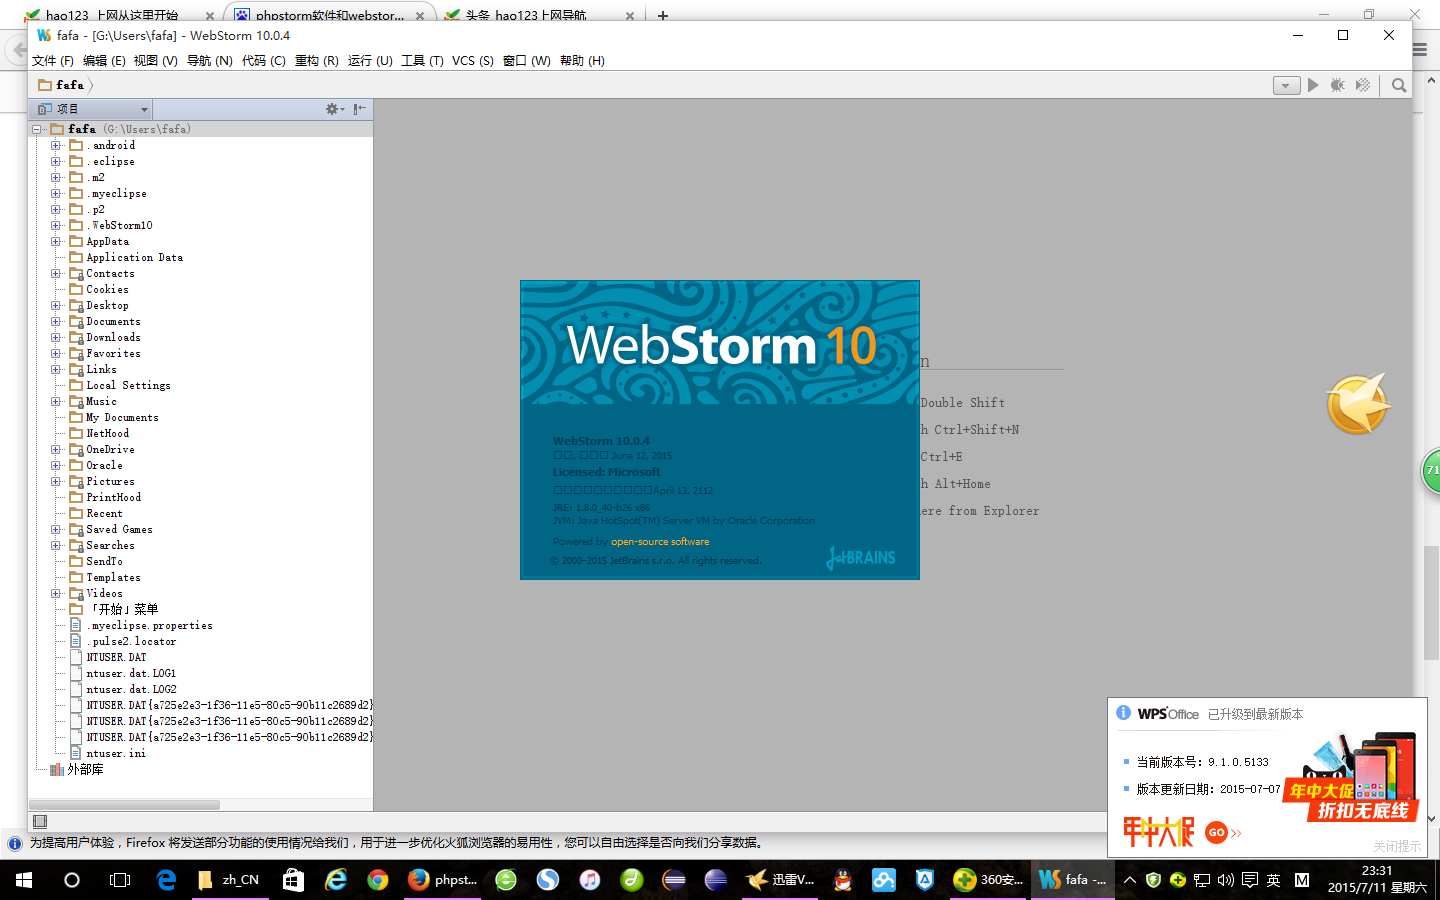 hao123_上网从这里开始
phpstorm软件和webstor...
头条_hao123上网导航
fafa - [G:\Users\fafa] - WebStorm 10.0.4
文件 (F) 编辑 (E) 视图 (V) 导航 (N) 代码 (C) 重构 (R) 运行 (U) 工具 (T) VCS (S) 窗口 (W) 帮助 (H)
fafa
项目
fafa (G:\Users\fafa)
.android
.eclipse
.m2
.myeclipse
.p2
.WebStorm10
AppData
Application Data
Contacts
Cookies
Desktop
Documents
Downloads
Favorites
Links
Local Settings
Music
My Documents
NetHood
OneDrive
Oracle
Pictures
PrintHood
Recent
Saved Games
Searches
SendTo
Templates
Videos
「开始」菜单
.myeclipse.properties
.pulse2.locator
NTUSER.DAT
ntuser.dat.LOG1
ntuser.dat.LOG2
NTUSER.DAT{a725e2e3-1f36-11e5-80c5-90b11c2689d2}
NTUSER.DAT{a725e2e3-1f36-11e5-80c5-90b11c2689d2}
NTUSER.DAT{a725e2e3-1f36-11e5-80c5-90b11c2689d2}
ntuser.ini
外部库
WebStorm 10
WebStorm 10.0.4
□□, □□□ June 12, 2015
Licensed: Microsoft
□□□□□□□□□□April 13, 2112
JRE: 1.8.0_40-b26 x86
JVM: Java HotSpot(TM) Server VM by Oracle Corporation
Powered by open-source software
© 2000–2015 JetBrains s.r.o. All rights reserved.
JetBRAINS
n
Double Shift
h Ctrl+Shift+N
Ctrl+E
h Alt+Home
ere from Explorer
71
WPS Office 已升级到最新版本
当前版本号：9.1.0.5133
版本更新日期：2015-07-07
年中大促
折扣无底线
年中大促 GO >>
关闭提示
为提高用户体验，Firefox 将发送部分功能的使用情况给我们，用于进一步优化火狐浏览器的易用性，您可以自由选择是否向我们分享数据。
zh_CN
phpst...
迅雷V...
360安...
fafa -...
英
M
23:31
2015/7/11 星期六